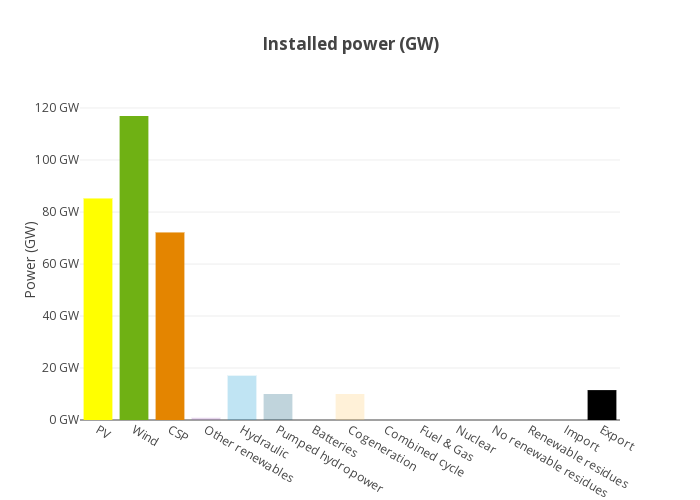 Installed power (GW)
120 GW
100 GW
80 GW
60 GW
40 GW
20 GW
0 GW
Power (GW)
PV
Wind
CSP
Other renewables
Hydraulic
Pumped hydropower
Batteries
Cogeneration
Combined cycle
Fuel & Gas
Nuclear
No renewable residues
Renewable residues
Import
Export